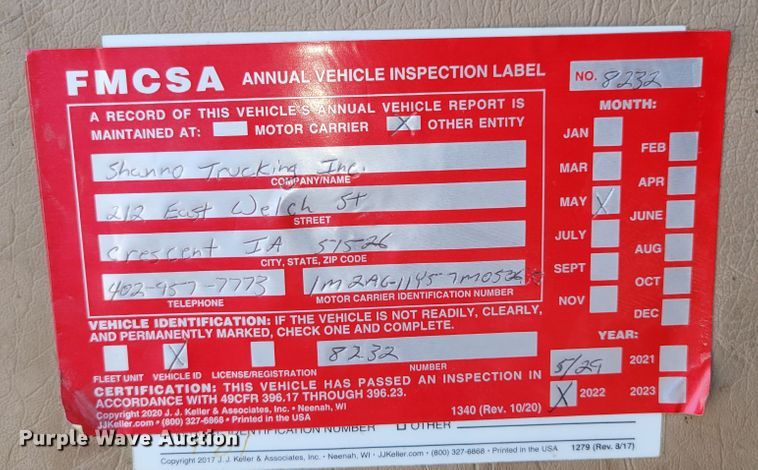 FMCSA ANNUAL VEHICLE INSPECTION LABEL NO. 8232
A RECORD OF THIS VEHICLE'S ANNUAL VEHICLE REPORT IS
MAINTAINED AT: MOTOR CARRIER X OTHER ENTITY
Shanno Trucking Inc.
COMPANY/NAME
212 East Welch St
STREET
Crescent IA 51526
CITY, STATE, ZIP CODE
402-957-7773
TELEPHONE
MOTOR CARRIER IDENTIFICATION NUMBER
MONTH:
JAN FEB
MAR APR
MAY X JUNE
JULY AUG
SEPT OCT
NOV DEC
VEHICLE IDENTIFICATION: IF THE VEHICLE IS NOT READILY, CLEARLY,
AND PERMANENTLY MARKED, CHECK ONE AND COMPLETE.
X 8232
FLEET UNIT VEHICLE ID LICENSE/REGISTRATION NUMBER
YEAR:
5/29 2021
X 2022 2023
CERTIFICATION: THIS VEHICLE HAS PASSED AN INSPECTION IN
ACCORDANCE WITH 49CFR 396.17 THROUGH 396.23.
Copyright 2020 J. J. Keller & Associates, Inc. • Neenah, WI
JJKeller.com • (800) 327-6868 • Printed in the USA 1340 (Rev. 10/20)
IDENTIFICATION NUMBER OTHER
Copyright 2017 J. J. Keller & Associates, Inc. • Neenah, WI • JJKeller.com • (800) 327-6868 • Printed in the USA 1279 (Rev. 8/17)
Purple Wave Auction